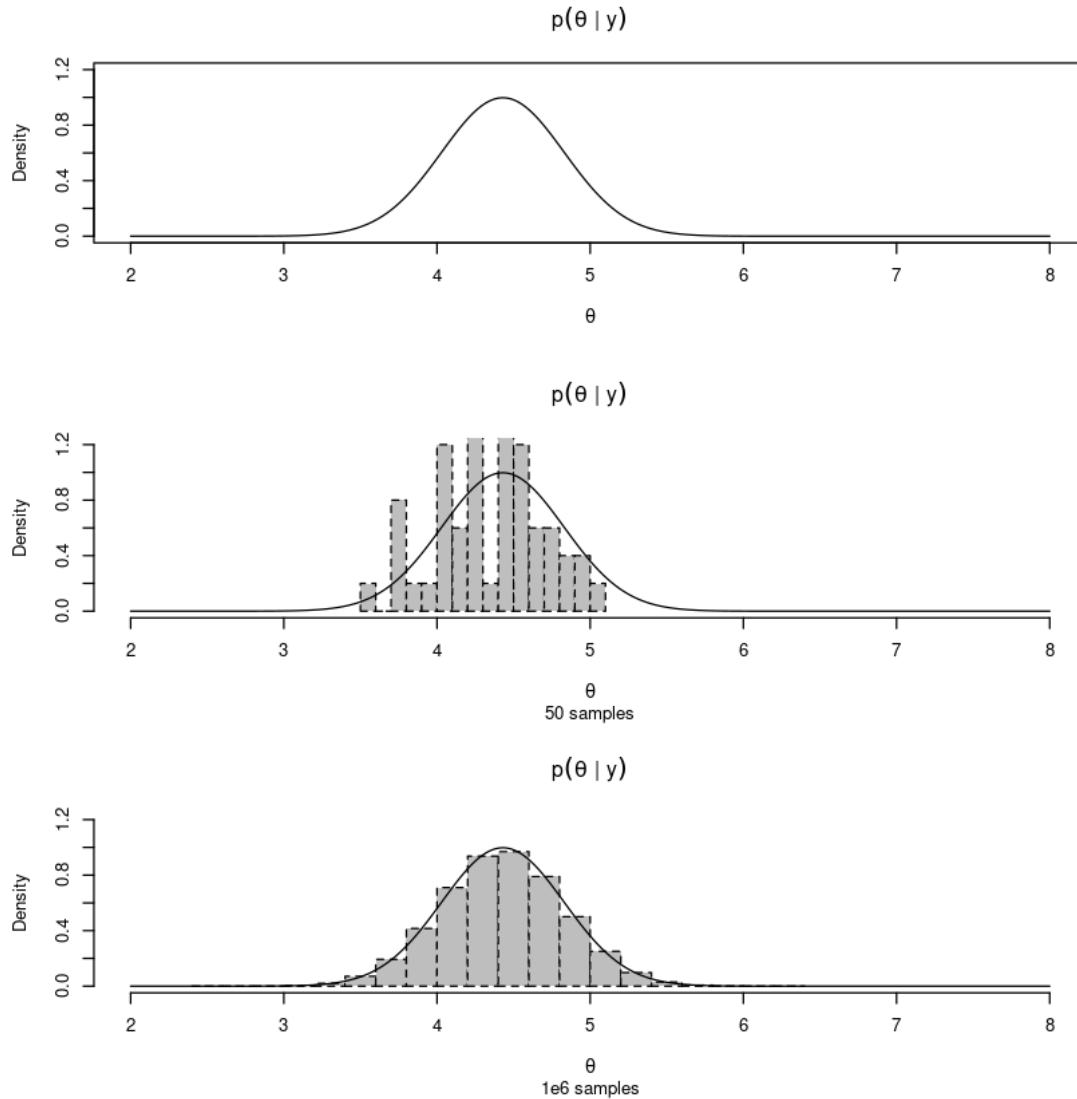 p(θ | y)
1.2
0.8
0.4
0.0
Density
2 3 4 5 6 7 8
θ
p(θ | y)
1.2
0.8
0.4
0.0
Density
2 3 4 5 6 7 8
θ
50 samples
p(θ | y)
1.2
0.8
0.4
0.0
Density
2 3 4 5 6 7 8
θ
1e6 samples